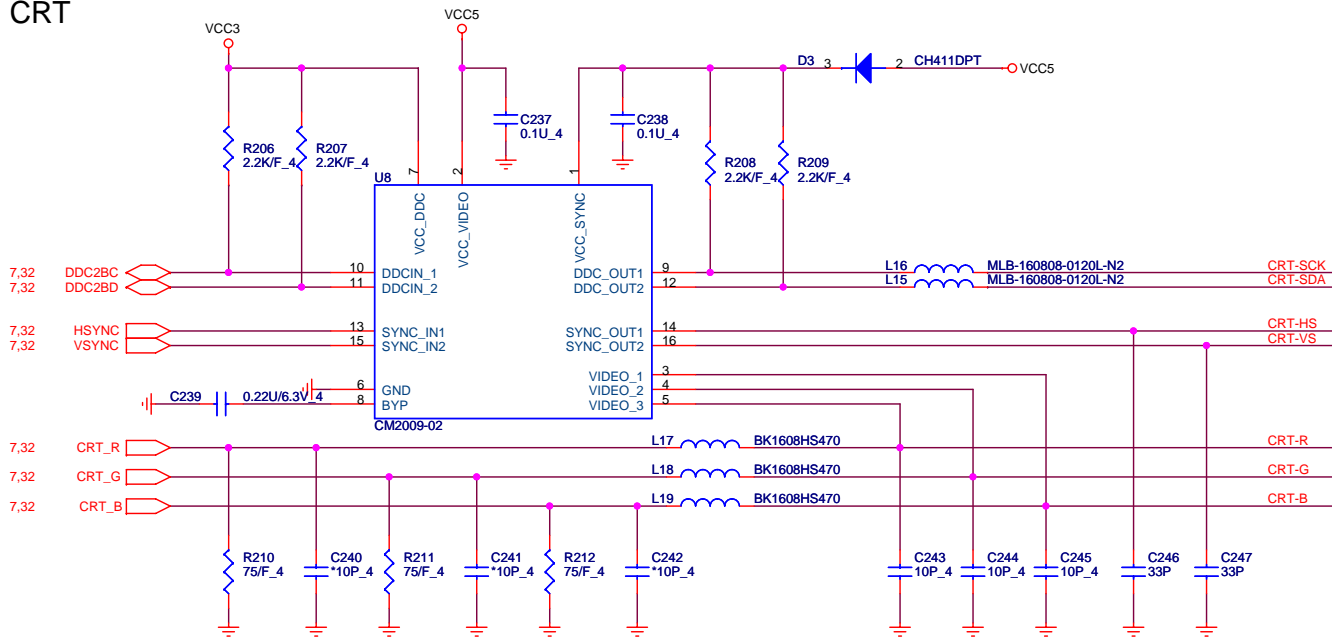 CRT
VCC3
VCC5
D3 3
2 CH411DPT
VCC5
C237
0.1U_4
C238
0.1U_4
R206
2.2K/F_4
R207
2.2K/F_4
R208
2.2K/F_4
R209
2.2K/F_4
U8
7
2
1
VCC_DDC
VCC_VIDEO
VCC_SYNC
7,32 DDC2BC 10 DDCIN_1 DDC_OUT1 9 L16 MLB-160808-0120L-N2 CRT-SCK
7,32 DDC2BD 11 DDCIN_2 DDC_OUT2 12 L15 MLB-160808-0120L-N2 CRT-SDA
7,32 HSYNC 13 SYNC_IN1 SYNC_OUT1 14 CRT-HS
7,32 VSYNC 15 SYNC_IN2 SYNC_OUT2 16 CRT-VS
VIDEO_1 3
6 GND VIDEO_2 4
C239 0.22U/6.3V_4 8 BYP VIDEO_3 5
CM2009-02
7,32 CRT_R L17 BK1608HS470 CRT-R
7,32 CRT_G L18 BK1608HS470 CRT-G
7,32 CRT_B L19 BK1608HS470 CRT-B
R210
75/F_4
C240
*10P_4
R211
75/F_4
C241
*10P_4
R212
75/F_4
C242
*10P_4
C243
10P_4
C244
10P_4
C245
10P_4
C246
33P
C247
33P